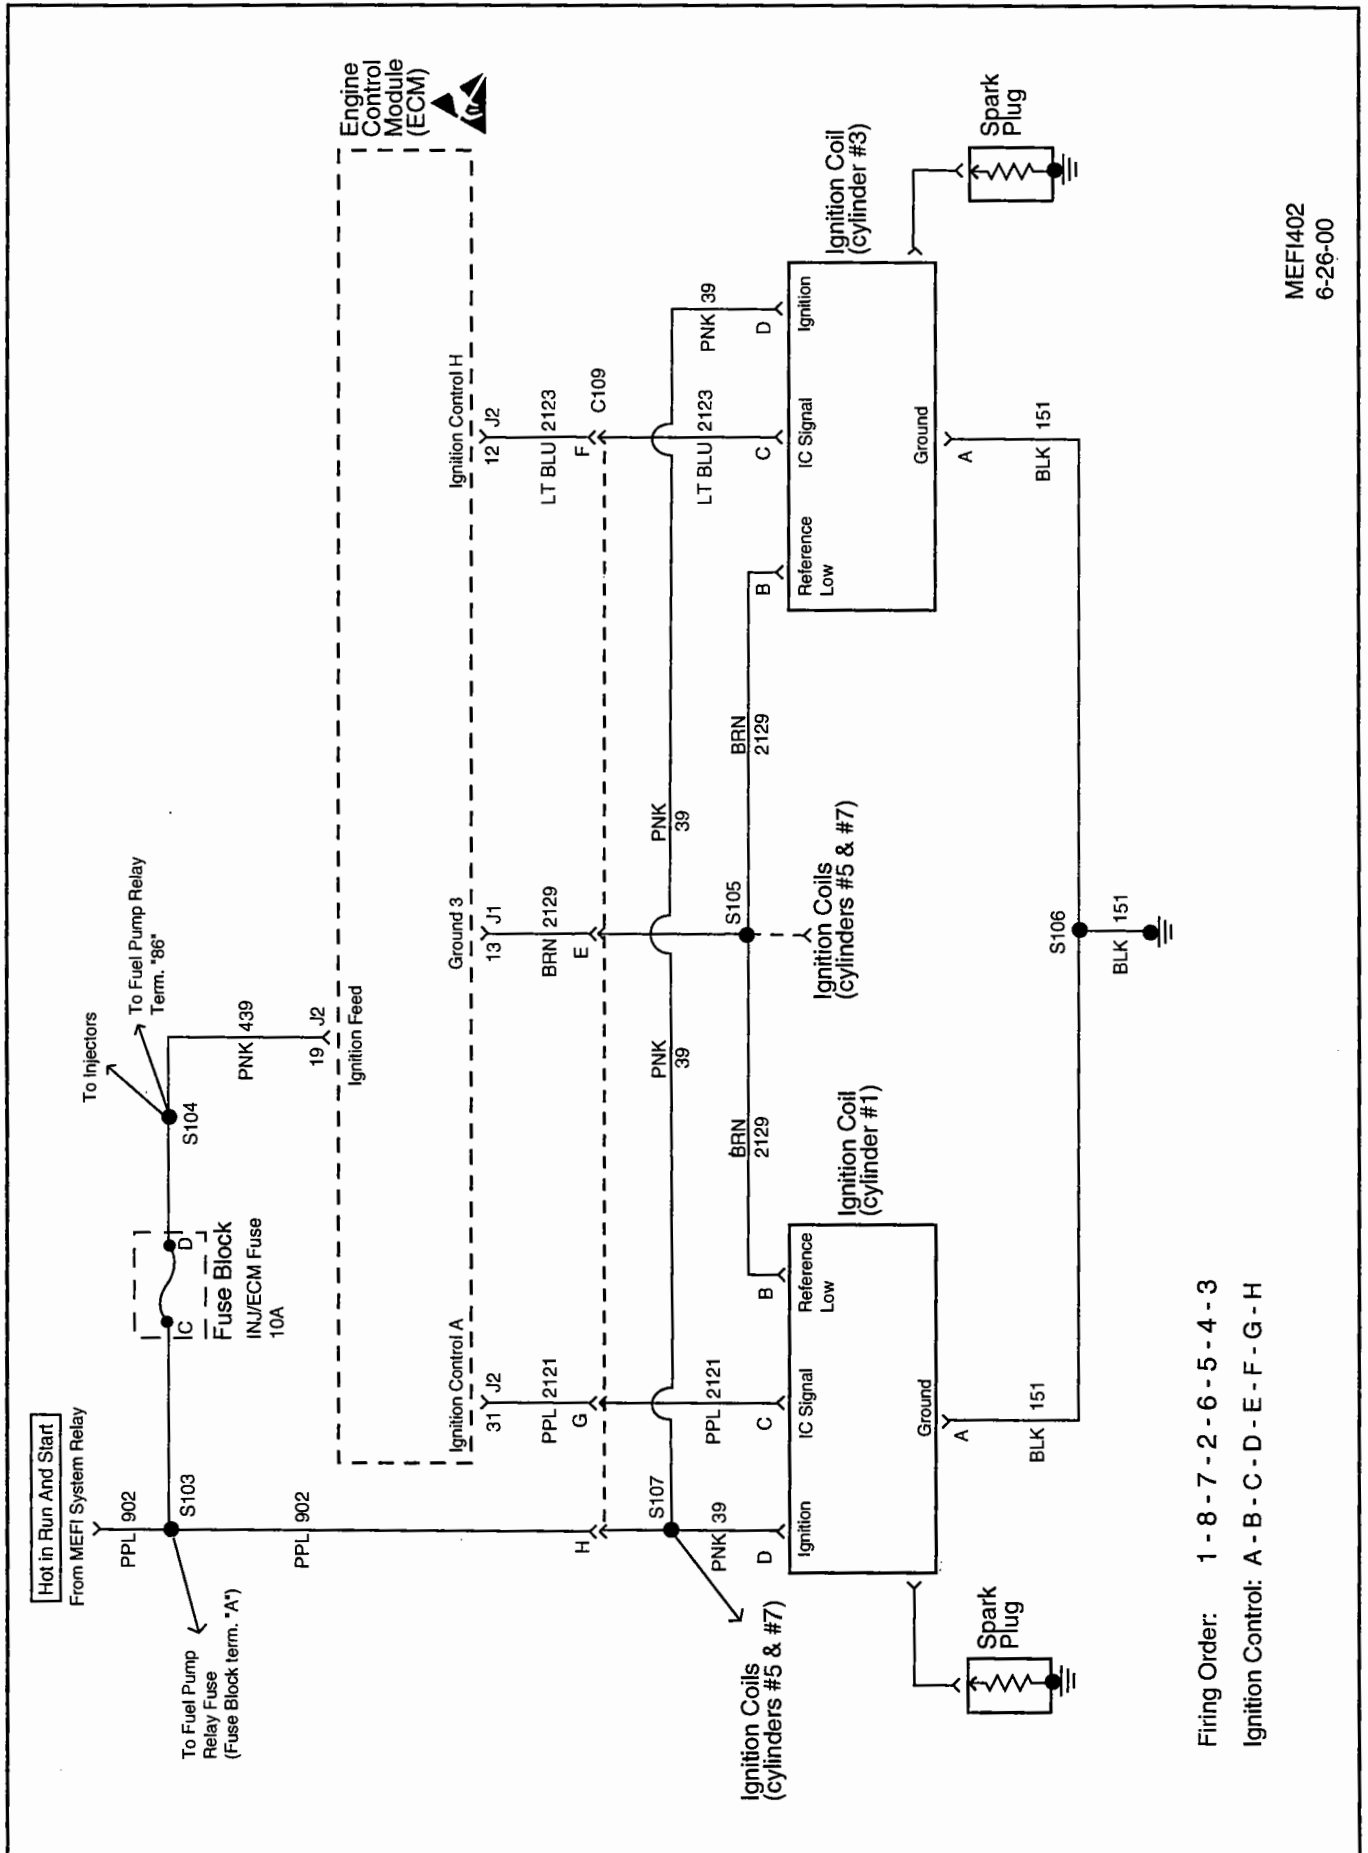 Hot in Run And Start
From MEFI System Relay
PPL 902
S103
To Fuel Pump
Relay Fuse
(Fuse Block term. "A")
PPL 902
IC
D
Fuse Block
INJ/ECM Fuse
10A
S104
To Injectors
To Fuel Pump Relay
Term. "86"
PNK 439
19 J2
Ignition Feed
Engine
Control
Module
(ECM)
Ignition Control A
Ground 3
Ignition Control H
31 J2
13 J1
12 J2
PPL 2121
BRN 2129
LT BLU 2123
H
G
E
F
C109
S107
PNK
39
PNK
39
PNK 39
PPL 2121
LT BLU 2123
PNK 39
Ignition Coils
(cylinders #5 & #7)
BRN
2129
S105
BRN
2129
Ignition Coils
(cylinders #5 & #7)
D
C
B
B
C
D
Ignition
IC Signal
Reference
Low
Ground
Ignition Coil
(cylinder #1)
Reference
Low
IC Signal
Ignition
Ground
Ignition Coil
(cylinder #3)
Spark
Plug
A
BLK 151
S106
BLK 151
A
BLK 151
Spark
Plug
Firing Order: 1 - 8 - 7 - 2 - 6 - 5 - 4 - 3
Ignition Control: A - B - C - D - E - F - G - H
MEFI402
6-26-00